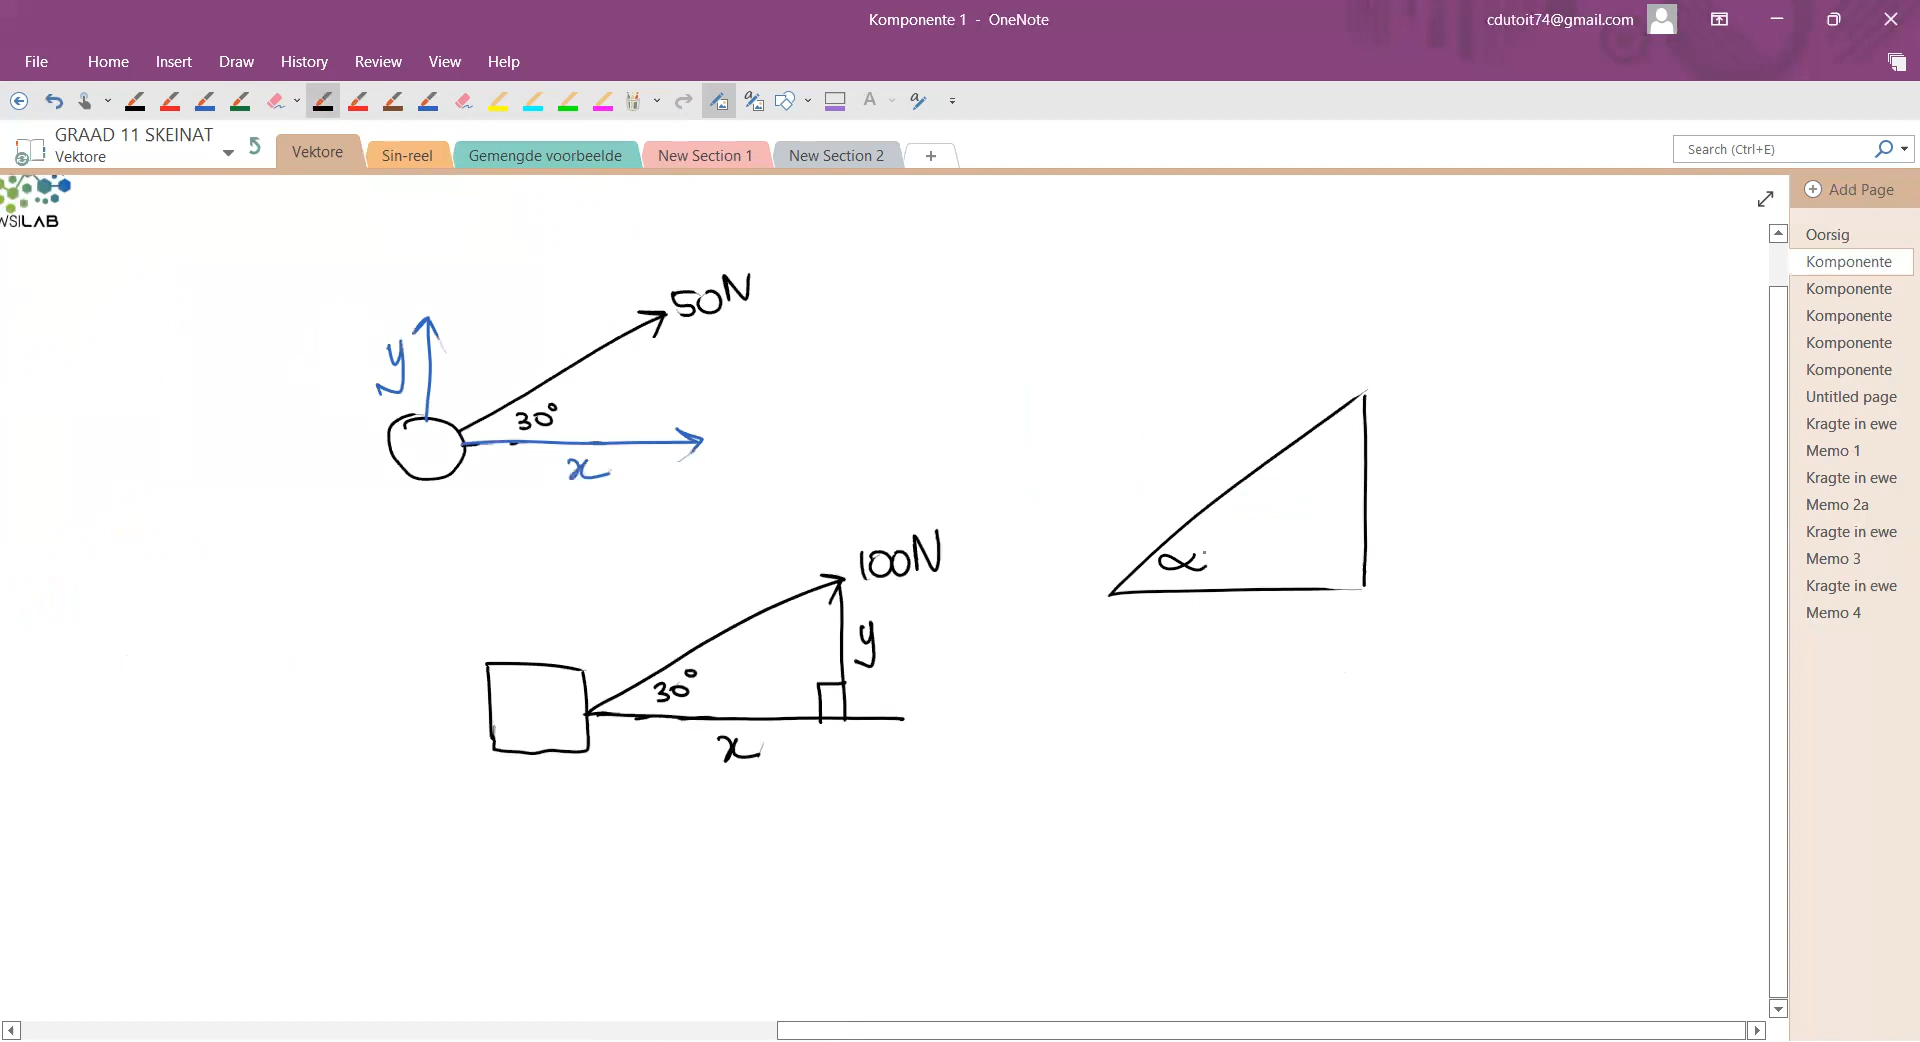 Komponente 1 - OneNote
cdutoit74@gmail.com
File Home Insert Draw History Review View Help
GRAAD 11 SKEINAT
Vektore
Vektore Sin-reel Gemengde voorbeelde New Section 1 New Section 2
Search (Ctrl+E)
Add Page
Oorsig
Komponente
Komponente
Komponente
Komponente
Komponente
Untitled page
Kragte in ewe
Memo 1
Kragte in ewe
Memo 2a
Kragte in ewe
Memo 3
Kragte in ewe
Memo 4
WSILAB
50N
y
30°
x
α
100N
y
30°
x